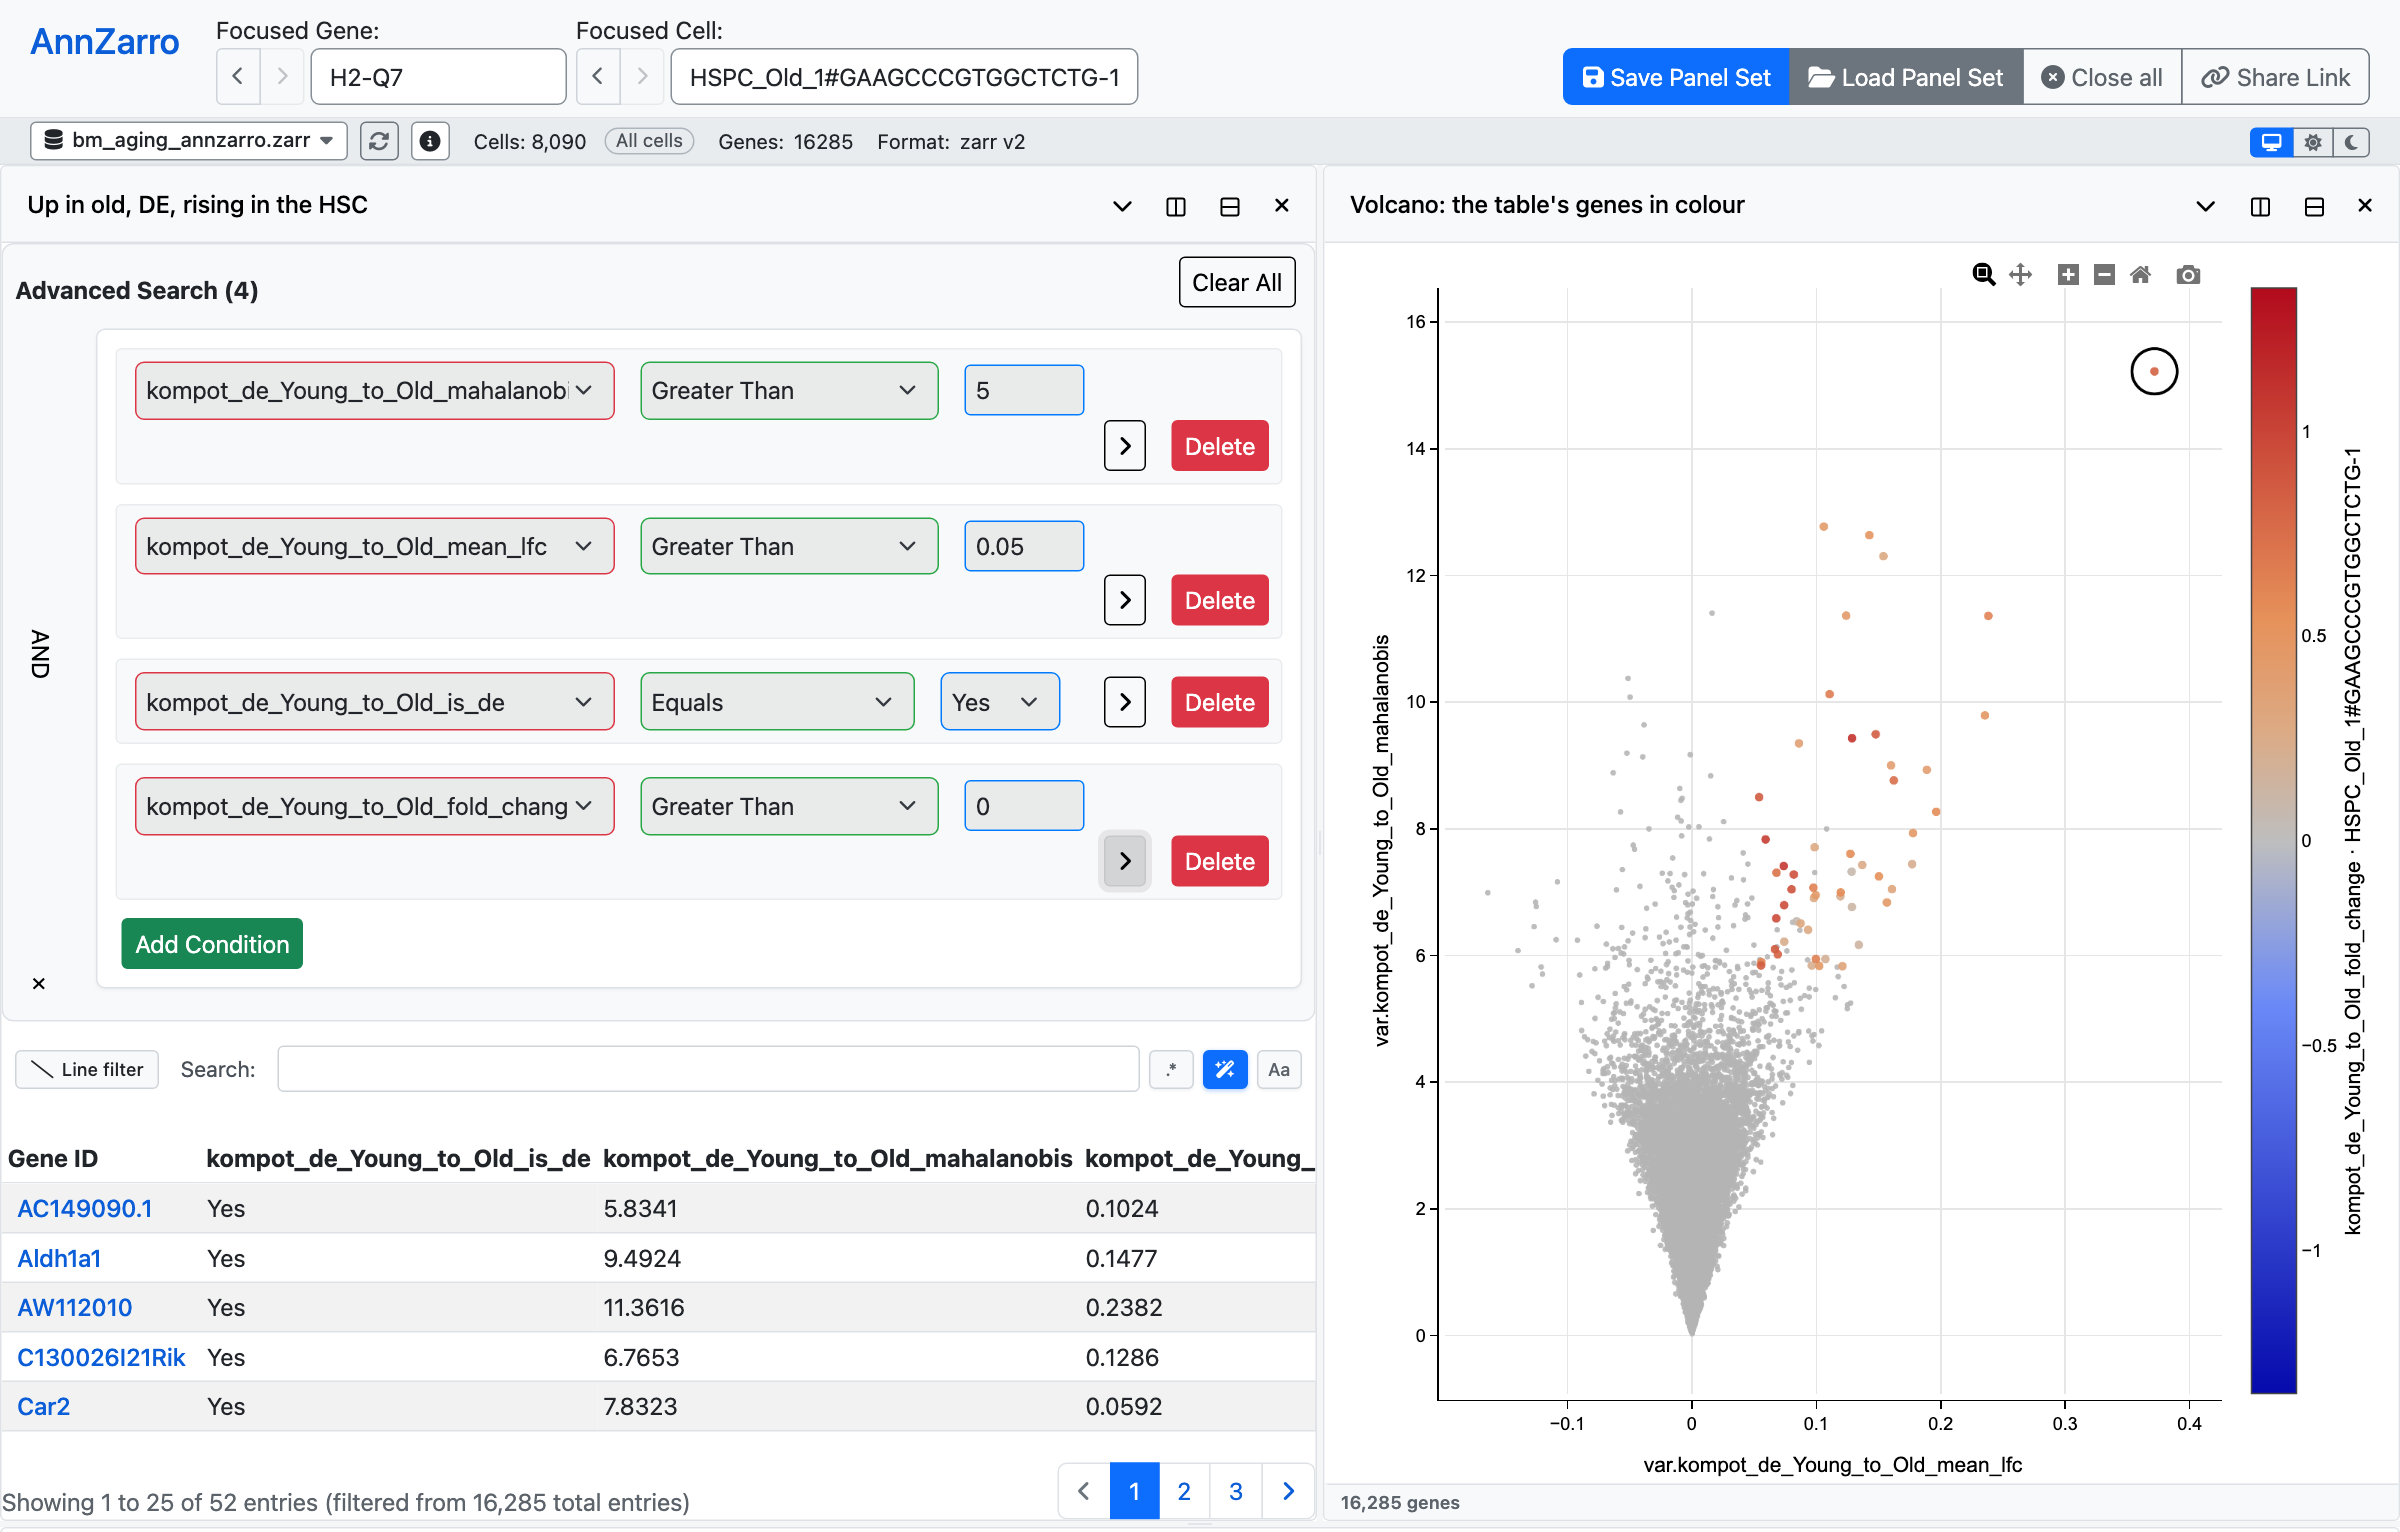 AnnZarro
Focused Gene:
H2-Q7
Focused Cell:
HSPC_Old_1#GAAGCCCGTGGCTCTG-1
Save Panel Set
Load Panel Set
Close all
Share Link
bm_aging_annzarro.zarr
Cells: 8,090
All cells
Genes: 16285
Format: zarr v2
Up in old, DE, rising in the HSC
Advanced Search (4)
Clear All
AND
kompot_de_Young_to_Old_mahalanobi
Greater Than
5
Delete
kompot_de_Young_to_Old_mean_lfc
Greater Than
0.05
Delete
kompot_de_Young_to_Old_is_de
Equals
Yes
Delete
kompot_de_Young_to_Old_fold_chang
Greater Than
0
Delete
Add Condition
Line filter
Search:
.*
Aa
Gene ID kompot_de_Young_to_Old_is_de kompot_de_Young_to_Old_mahalanobis kompot_de_Young_
AC149090.1 Yes 5.8341 0.1024
Aldh1a1 Yes 9.4924 0.1477
AW112010 Yes 11.3616 0.2382
C130026I21Rik Yes 6.7653 0.1286
Car2 Yes 7.8323 0.0592
Showing 1 to 25 of 52 entries (filtered from 16,285 total entries)
1 2 3
Volcano: the table's genes in colour
var.kompot_de_Young_to_Old_mahalanobis
16
14
12
10
8
6
4
2
0
−0.1 0 0.1 0.2 0.3 0.4
var.kompot_de_Young_to_Old_mean_lfc
1
0.5
0
−0.5
−1
kompot_de_Young_to_Old_fold_change · HSPC_Old_1#GAAGCCCGTGGCTCTG-1
16,285 genes